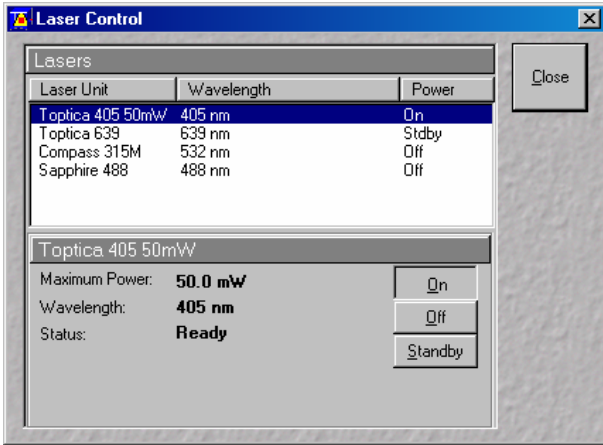 Laser Control
Lasers
Close
Laser Unit Wavelength Power
Toptica 405 50mW 405 nm On
Toptica 639 639 nm Stdby
Compass 315M 532 nm Off
Sapphire 488 488 nm Off
Toptica 405 50mW
Maximum Power: 50.0 mW
On
Wavelength: 405 nm
Off
Status: Ready
Standby